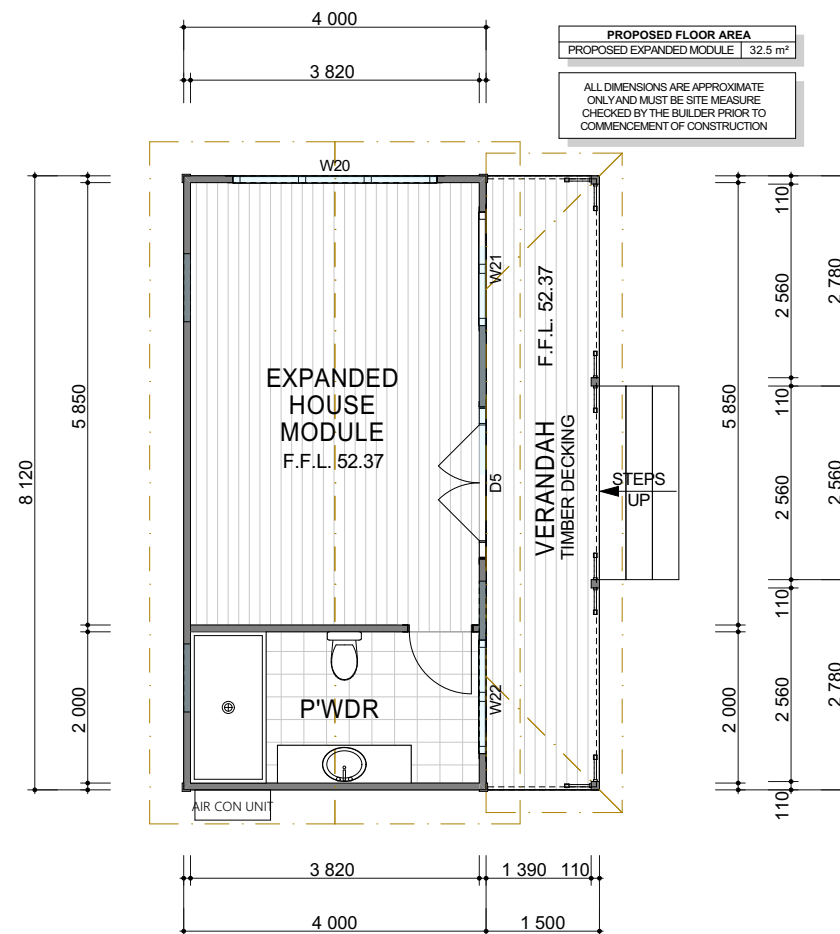 4 000
3 820
PROPOSED FLOOR AREA
PROPOSED EXPANDED MODULE 32.5 m²
ALL DIMENSIONS ARE APPROXIMATE
ONLY AND MUST BE SITE MEASURE
CHECKED BY THE BUILDER PRIOR TO
COMMENCEMENT OF CONSTRUCTION
W20
W21
F.F.L. 52.37
EXPANDED
HOUSE
MODULE
F.F.L. 52.37
D5
VERANDAH
TIMBER DECKING
STEPS
UP
P'WDR
W22
AIR CON UNIT
8 120
5 850
2 000
5 850
2 000
110
2 560
110
2 560
110
2 560
110
2 780
2 560
2 780
3 820
1 390
110
4 000
1 500